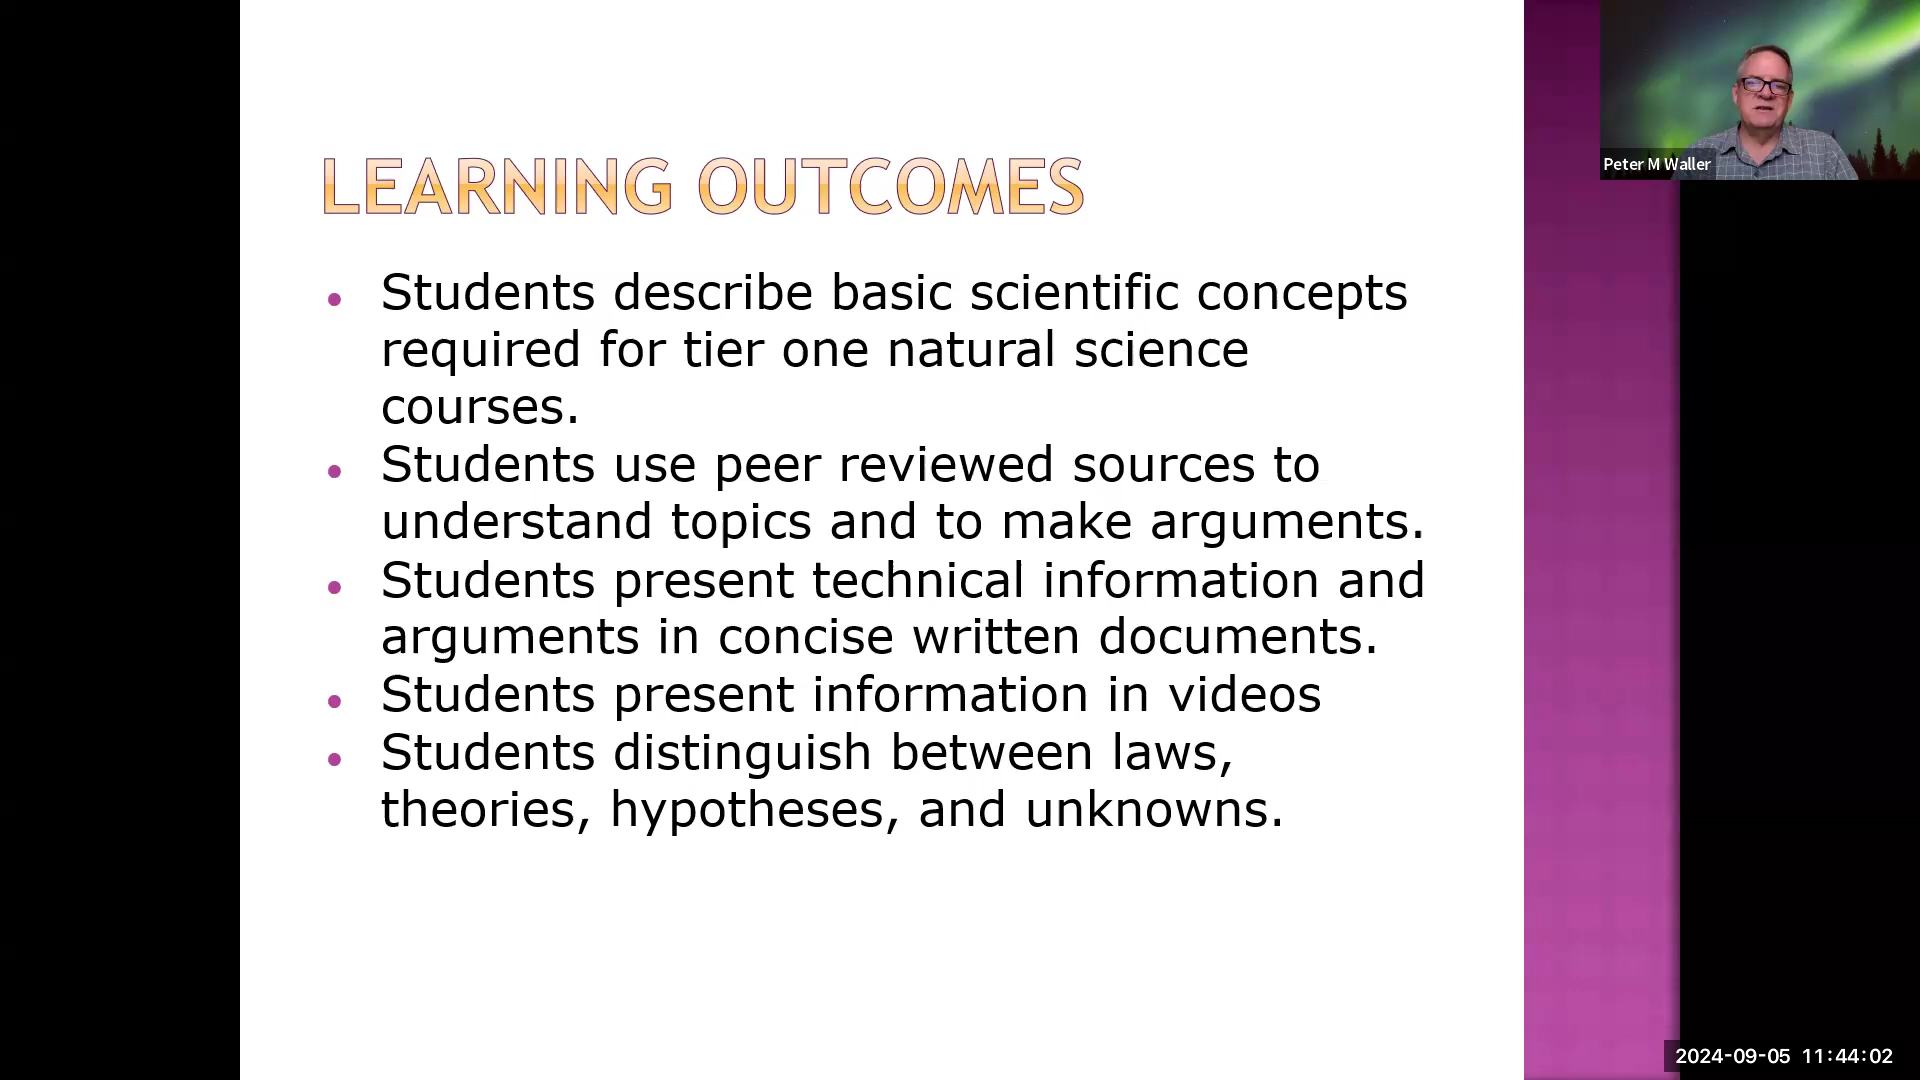 LEARNING OUTCOMES
• Students describe basic scientific concepts
required for tier one natural science
courses.
• Students use peer reviewed sources to
understand topics and to make arguments.
• Students present technical information and
arguments in concise written documents.
• Students present information in videos
• Students distinguish between laws,
theories, hypotheses, and unknowns.
Peter M Waller
2024-09-05 11:44:02